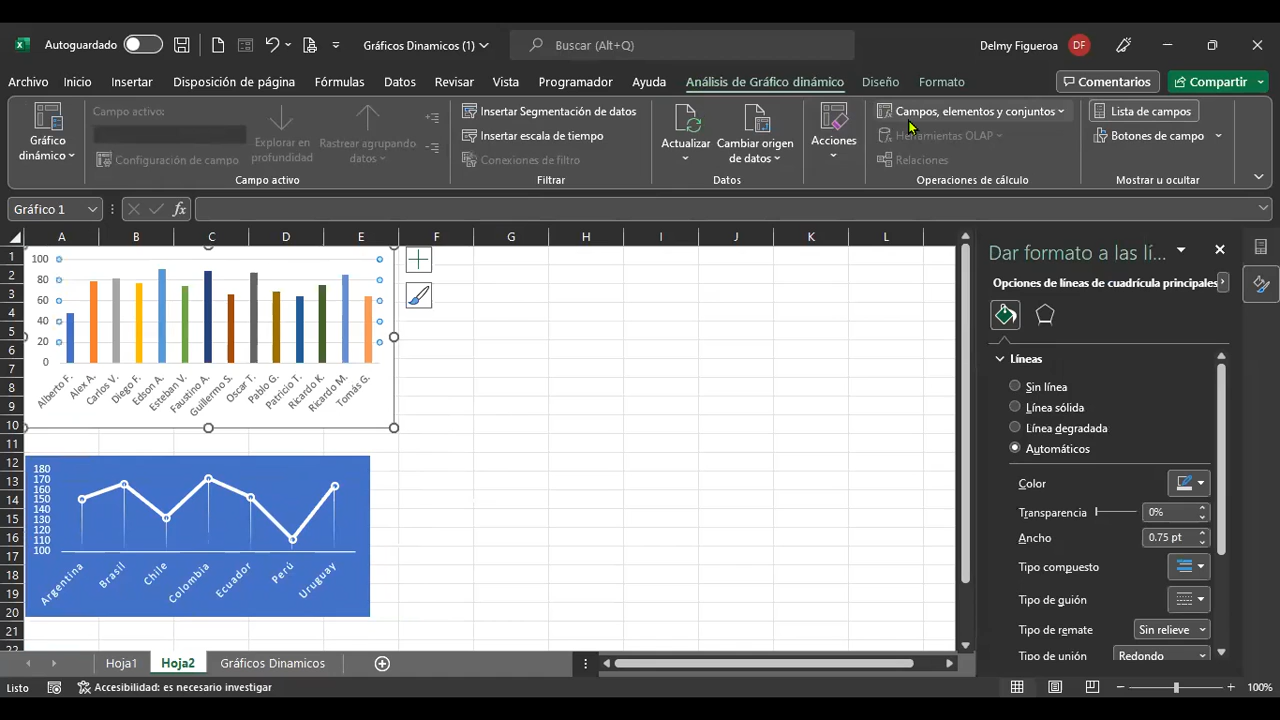 Autoguardado
Gráficos Dinamicos (1)
Buscar (Alt+Q)
Delmy Figueroa
DF
Archivo
Inicio
Insertar
Disposición de página
Fórmulas
Datos
Revisar
Vista
Programador
Ayuda
Análisis de Gráfico dinámico
Diseño
Formato
Comentarios
Compartir
Gráfico
dinámico
Campo activo:
Configuración de campo
Explorar en
profundidad
Rastrear agrupando
datos
Campo activo
Insertar Segmentación de datos
Insertar escala de tiempo
Conexiones de filtro
Filtrar
Actualizar
Cambiar origen
de datos
Datos
Acciones
Campos, elementos y conjuntos
Herramientas OLAP
Relaciones
Operaciones de cálculo
Lista de campos
Botones de campo
Mostrar u ocultar
Gráfico 1
fx
A B C D E F G H I J K L
1
2
3
4
5
6
7
8
9
10
11
12
13
14
15
16
17
18
19
20
21
22
100
80
60
40
20
0
Alberto F.
Alex A.
Carlos V.
Diego F.
Edson A.
Esteban V.
Faustino A.
Guillermo S.
Oscar T.
Pablo G.
Patricio T.
Ricardo K.
Ricardo M.
Tomás G.
180
170
160
150
140
130
120
110
100
Argentina
Brasil
Chile
Colombia
Ecuador
Perú
Uruguay
Dar formato a las lí...
Opciones de líneas de cuadrícula principales
Líneas
Sin línea
Línea sólida
Línea degradada
Automáticos
Color
Transparencia
0%
Ancho
0.75 pt
Tipo compuesto
Tipo de guión
Tipo de remate
Sin relieve
Tipo de unión
Redondo
Hoja1
Hoja2
Gráficos Dinamicos
Listo
Accesibilidad: es necesario investigar
100%